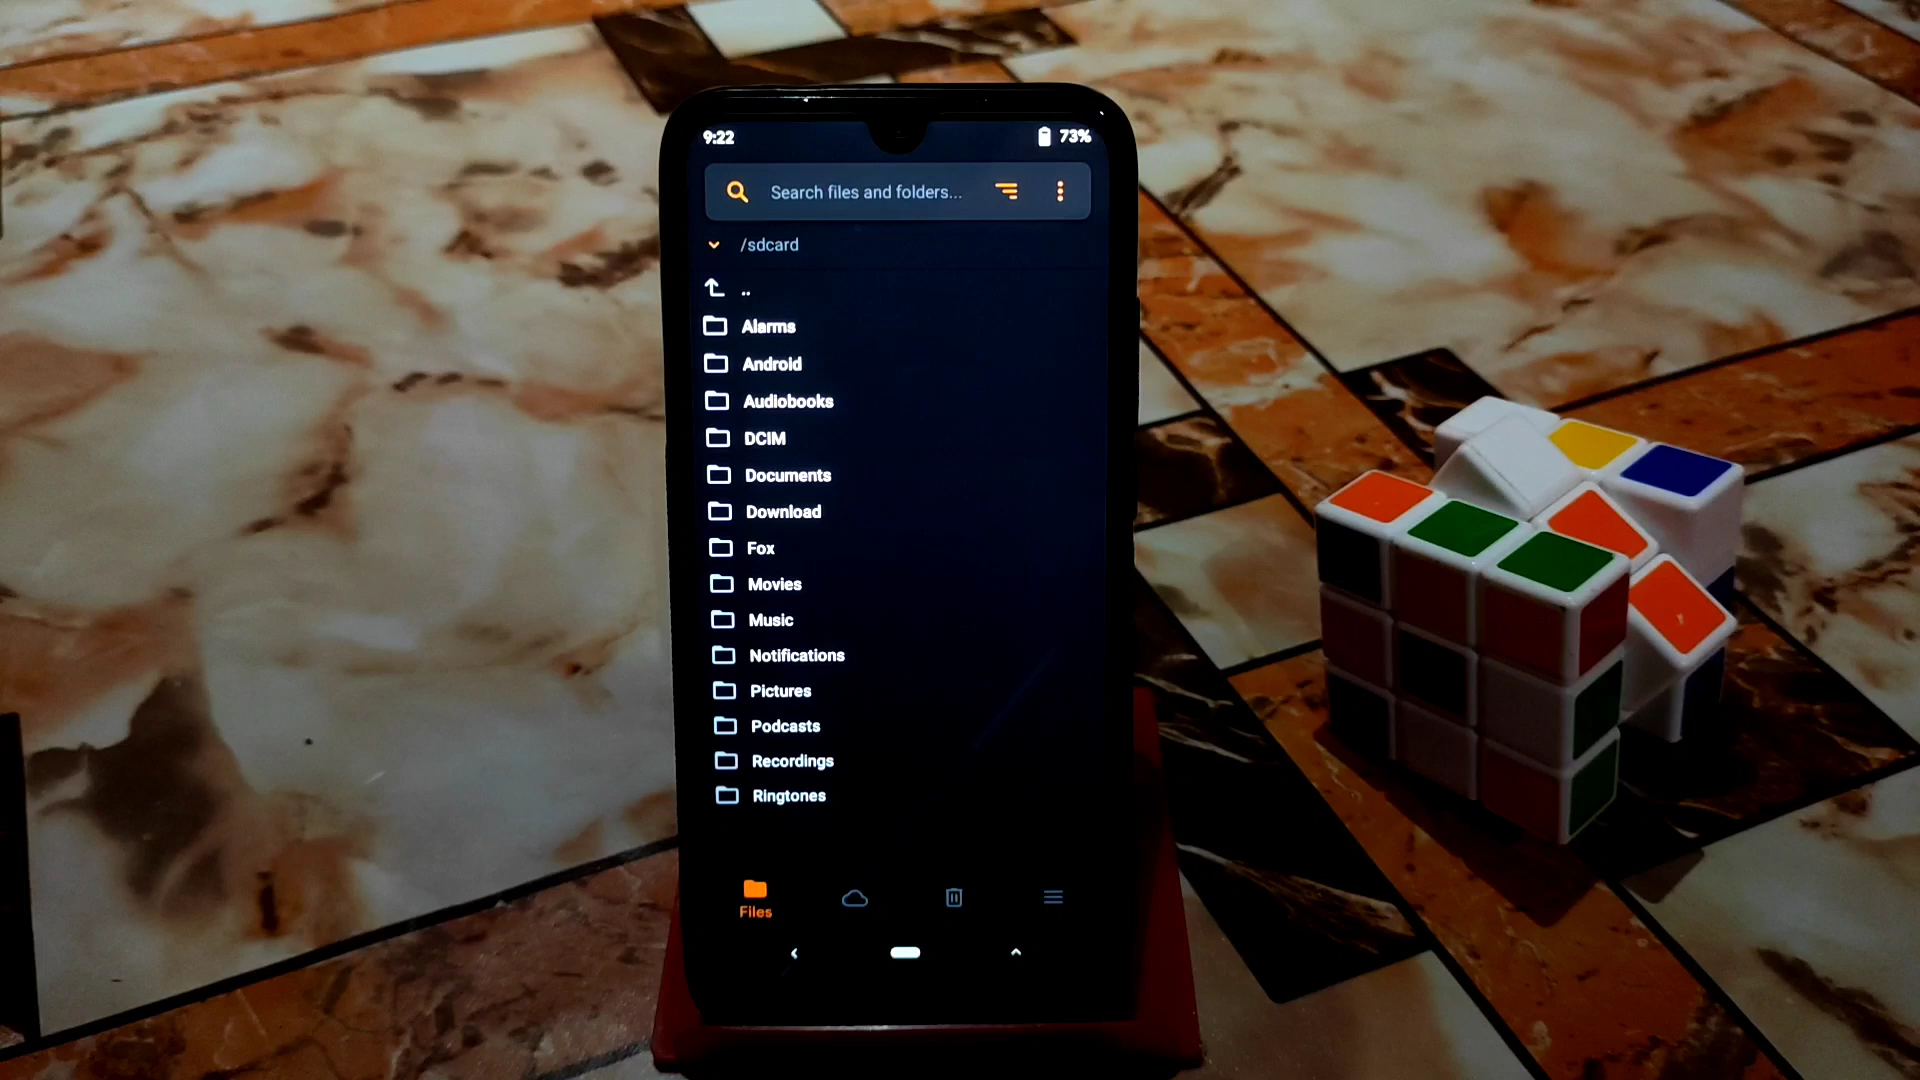 9:22 73%
Search files and folders...
/sdcard
..
Alarms
Android
Audiobooks
DCIM
Documents
Download
Fox
Movies
Music
Notifications
Pictures
Podcasts
Recordings
Ringtones
Files